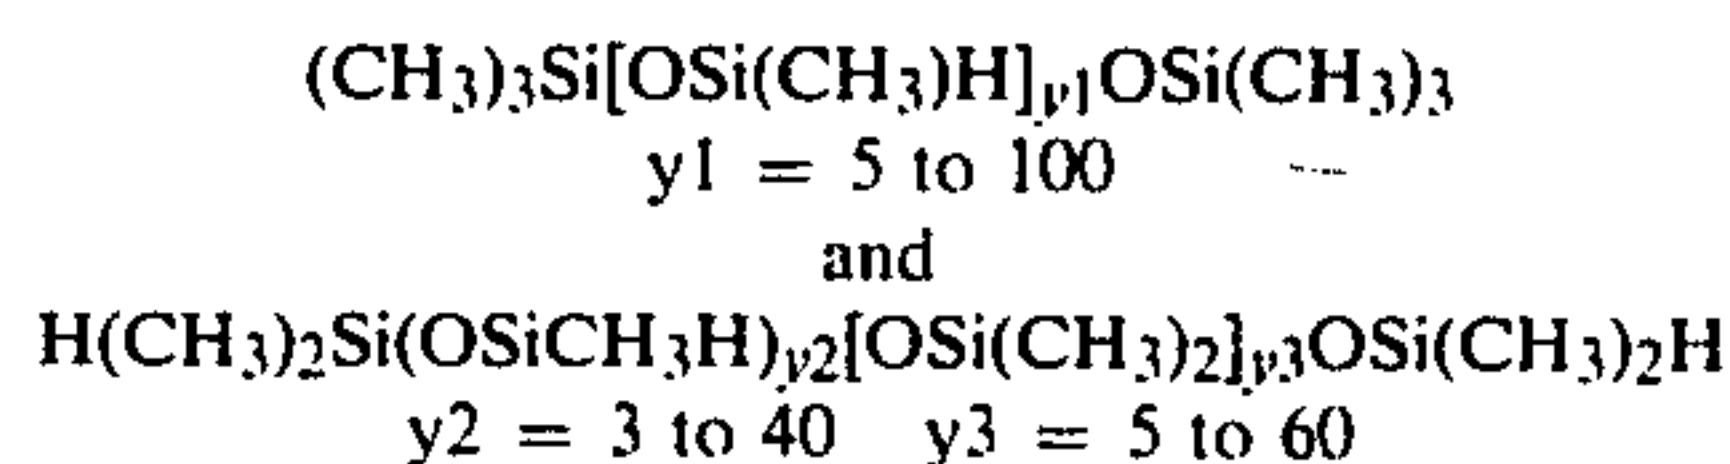 (CH₃)₃Si[OSi(CH₃)H]y1OSi(CH₃)₃
y1 = 5 to 100
and
H(CH₃)₂Si(OSiCH₃H)y2[OSi(CH₃)₂]y3OSi(CH₃)₂H
y2 = 3 to 40 y3 = 5 to 60